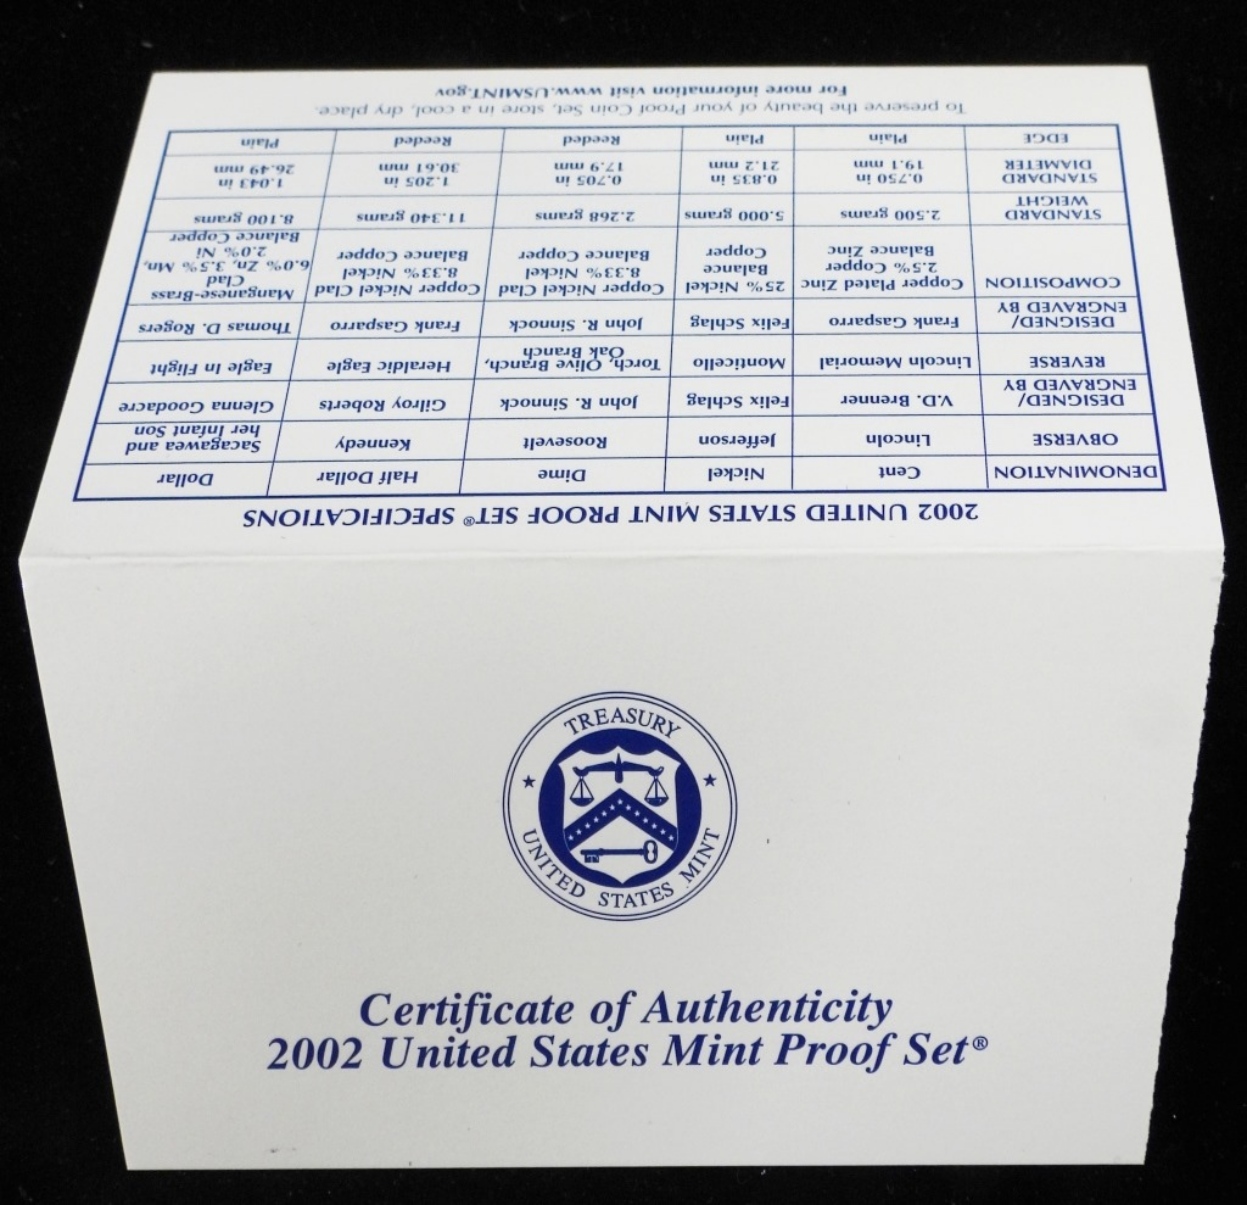 2002 UNITED STATES MINT PROOF SET® SPECIFICATIONS
DENOMINATION Cent Nickel Dime Half Dollar Dollar
OBVERSE Lincoln Jefferson Roosevelt Kennedy Sacagawea and
her Infant Son
DESIGNED/
ENGRAVED BY V.D. Brenner Felix Schlag John R. Sinnock Gilroy Roberts Glenna Goodacre
REVERSE Lincoln Memorial Monticello Torch, Olive Branch,
Oak Branch Heraldic Eagle Eagle In Flight
DESIGNED/
ENGRAVED BY Frank Gasparro Felix Schlag John R. Sinnock Frank Gasparro Thomas D. Rogers
COMPOSITION Copper Plated Zinc
2.5% Copper
Balance Zinc
25% Nickel
Balance
Copper
Copper Nickel Clad
8.33% Nickel
Balance Copper
Copper Nickel Clad
8.33% Nickel
Balance Copper
Manganese-Brass
Clad
6.0% Zn, 3.5% Mn,
2.0% Ni
Balance Copper
STANDARD
WEIGHT 2.500 grams 5.000 grams 2.268 grams 11.340 grams 8.100 grams
STANDARD 0.750 in 0.835 in 0.705 in 1.205 in 1.043 in
DIAMETER 19.1 mm 21.2 mm 17.9 mm 30.61 mm 26.49 mm
EDGE Plain Plain Reeded Reeded Plain
To preserve the beauty of your Proof Coin Set, store in a cool, dry place.
For more information visit www.USMINT.gov
TREASURY
UNITED STATES MINT
Certificate of Authenticity
2002 United States Mint Proof Set®